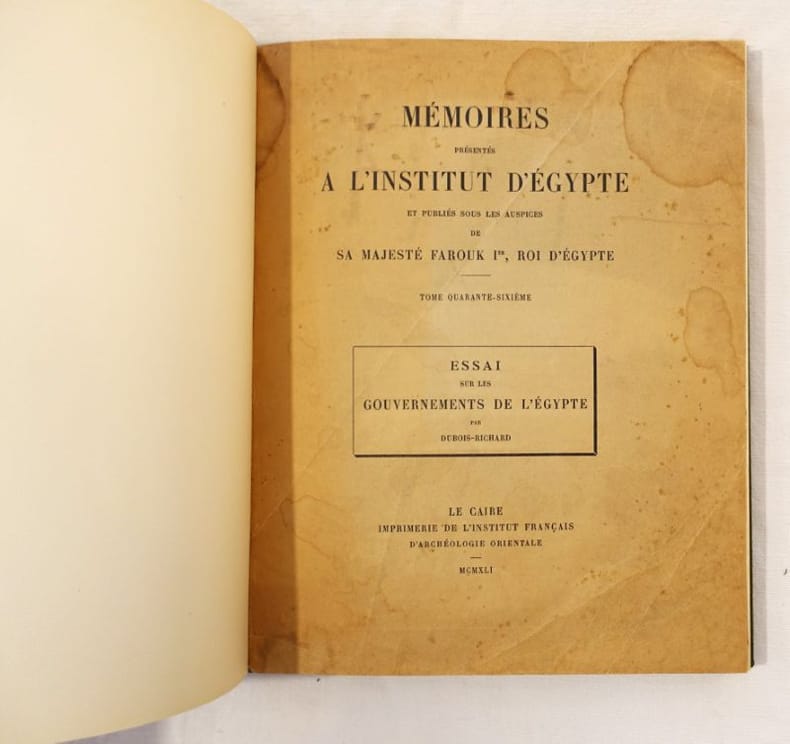 MÉMOIRES
PRÉSENTÉS
A L'INSTITUT D'ÉGYPTE
ET PUBLIÉS SOUS LES AUSPICES
DE
SA MAJESTÉ FAROUK Iᵉʳ, ROI D'ÉGYPTE
TOME QUARANTE-SIXIÈME
ESSAI
SUR LES
GOUVERNEMENTS DE L'ÉGYPTE
PAR
DUBOIS-RICHARD
LE CAIRE
IMPRIMERIE DE L'INSTITUT FRANÇAIS
D'ARCHÉOLOGIE ORIENTALE
MCMXLI